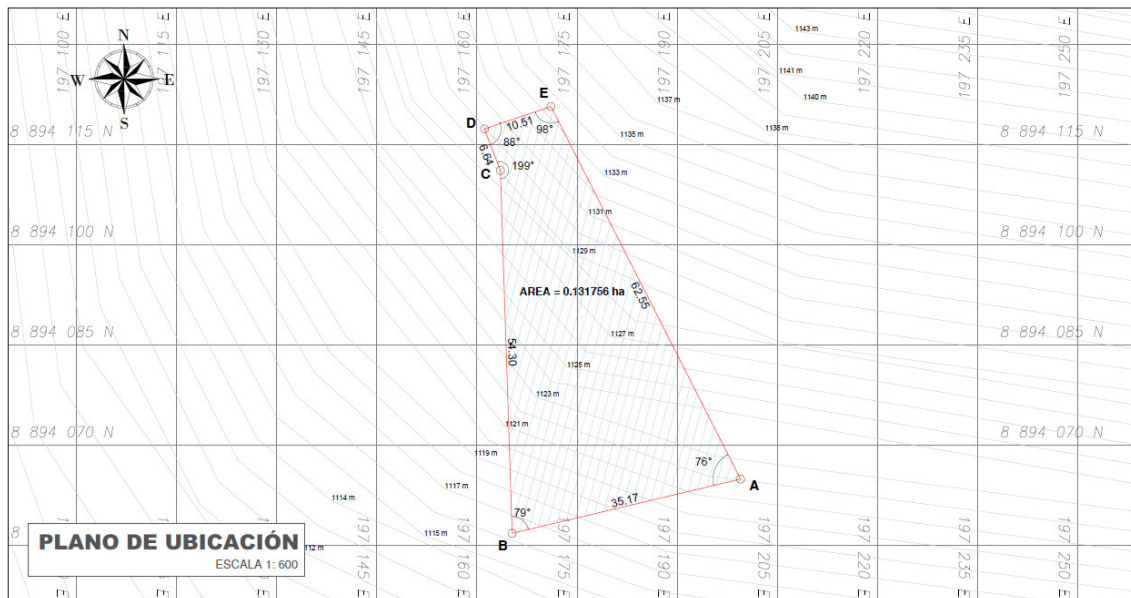 197 100 E
197 115 E
197 130 E
197 145 E
197 160 E
197 175 E
197 190 E
197 205 E
197 220 E
197 235 E
197 250 E
1143 m
N
W
E
S
1141 m
1137 m
1140 m
E
D
10.51
98°
88°
8 894 115 N
1135 m
1138 m
8 894 115 N
6.64
C
199°
1133 m
1131 m
8 894 100 N
1129 m
8 894 100 N
AREA = 0.131756 ha
62.55
8 894 085 N
54.30
1127 m
8 894 085 N
1125 m
1123 m
1121 m
8 894 070 N
8 894 070 N
1119 m
76°
A
1117 m
1114 m
35.17
79°
1115 m
B
PLANO DE UBICACIÓN
ESCALA 1: 600
197 145 E
197 160 E
197 175 E
197 190 E
197 205 E
197 220 E
197 235 E
197 250 E